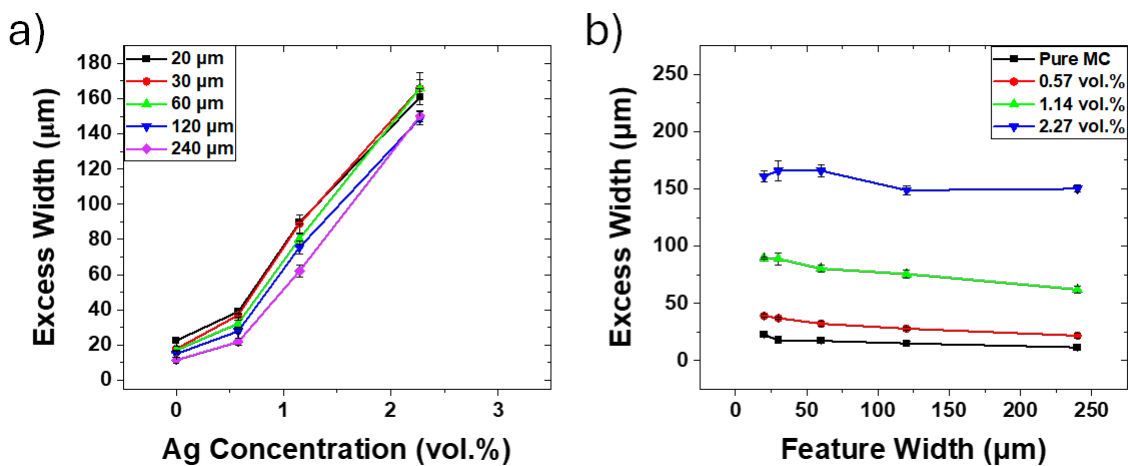 a)
20 μm
30 μm
60 μm
120 μm
240 μm
180
160
140
120
100
80
60
40
20
0
Excess Width (μm)
0
1
2
3
Ag Concentration (vol.%)
b)
Pure MC
0.57 vol.%
1.14 vol.%
2.27 vol.%
250
200
150
100
50
0
Excess Width (μm)
0
50
100
150
200
250
Feature Width (μm)